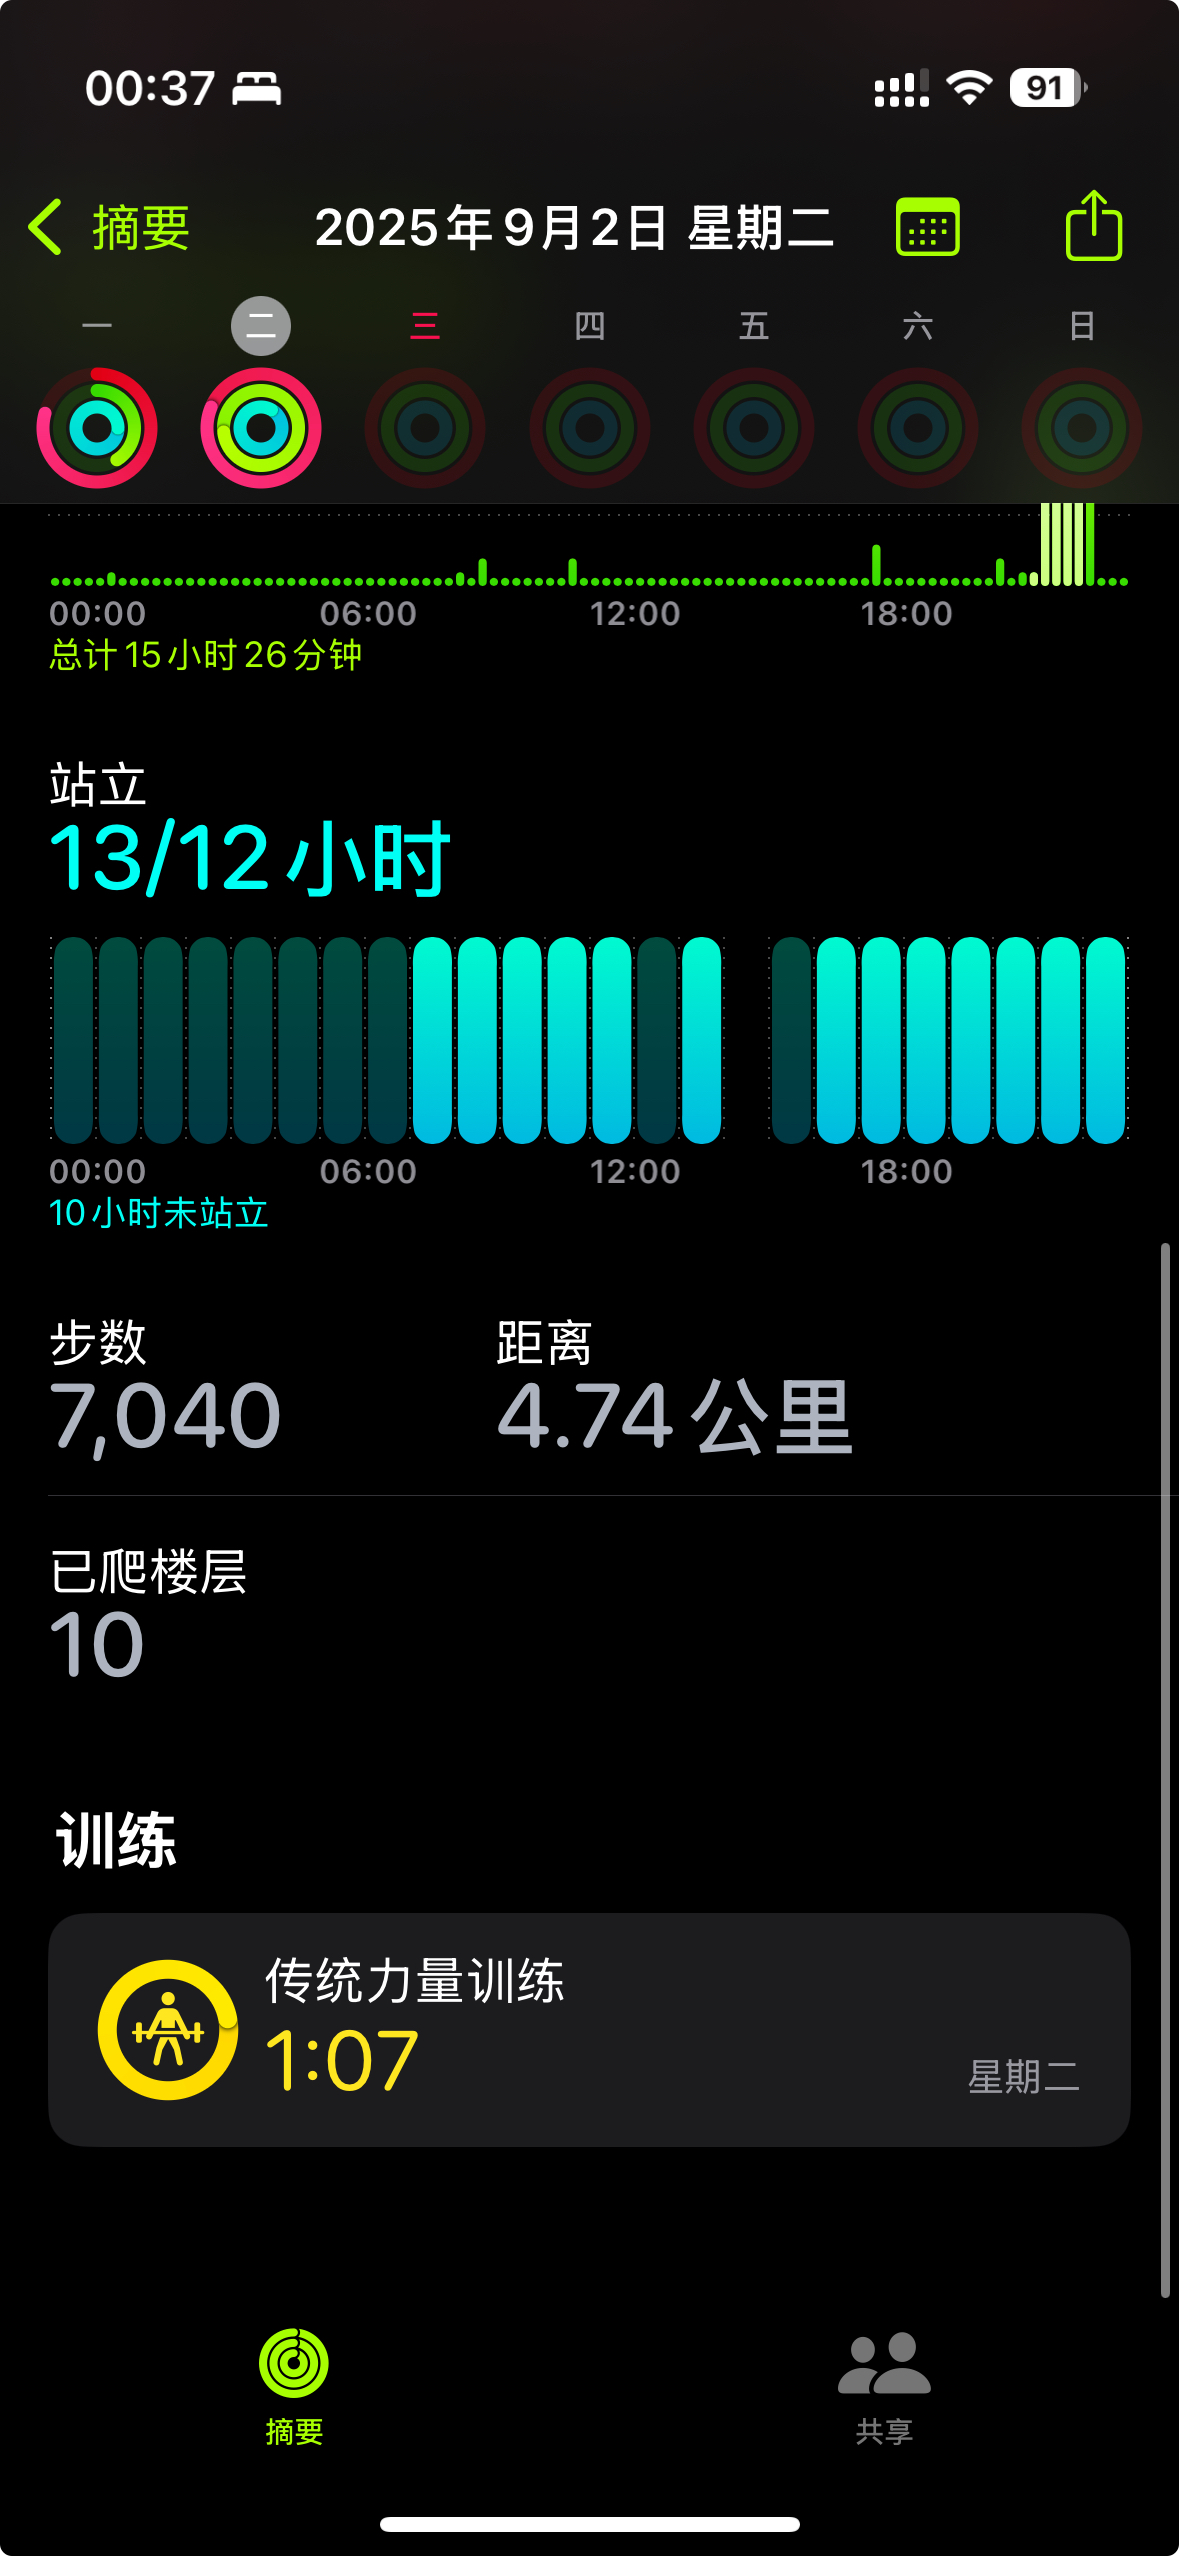 00:37
91
摘要
2025年9月2日 星期二
一 二 三 四 五 六 日
00:00 06:00 12:00 18:00
总计 15 小时 26 分钟
站立
13/12 小时
00:00 06:00 12:00 18:00
10 小时未站立
步数 距离
7,040 4.74 公里
已爬楼层
10
训练
传统力量训练
1:07
星期二
摘要 共享